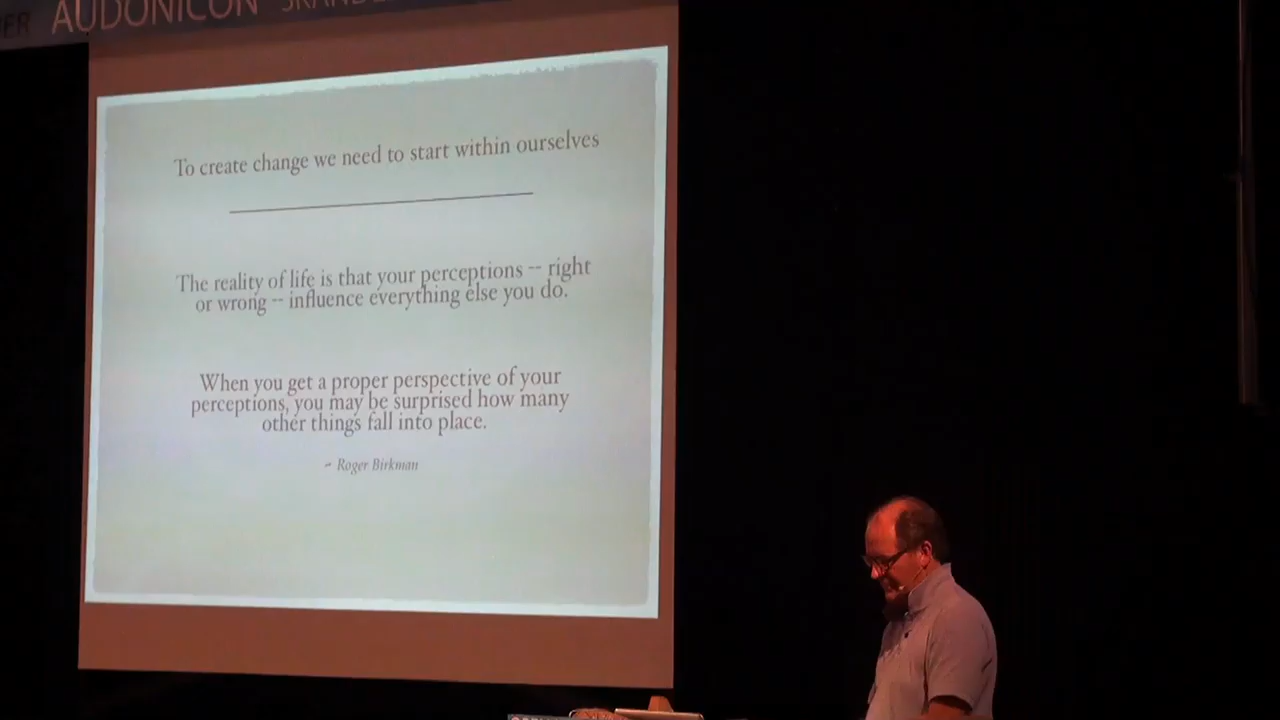 AUDONICON
To create change we need to start within ourselves
The reality of life is that your perceptions -- right
or wrong -- influence everything else you do.
When you get a proper perspective of your
perceptions, you may be surprised how many
other things fall into place.
~ Roger Birkman